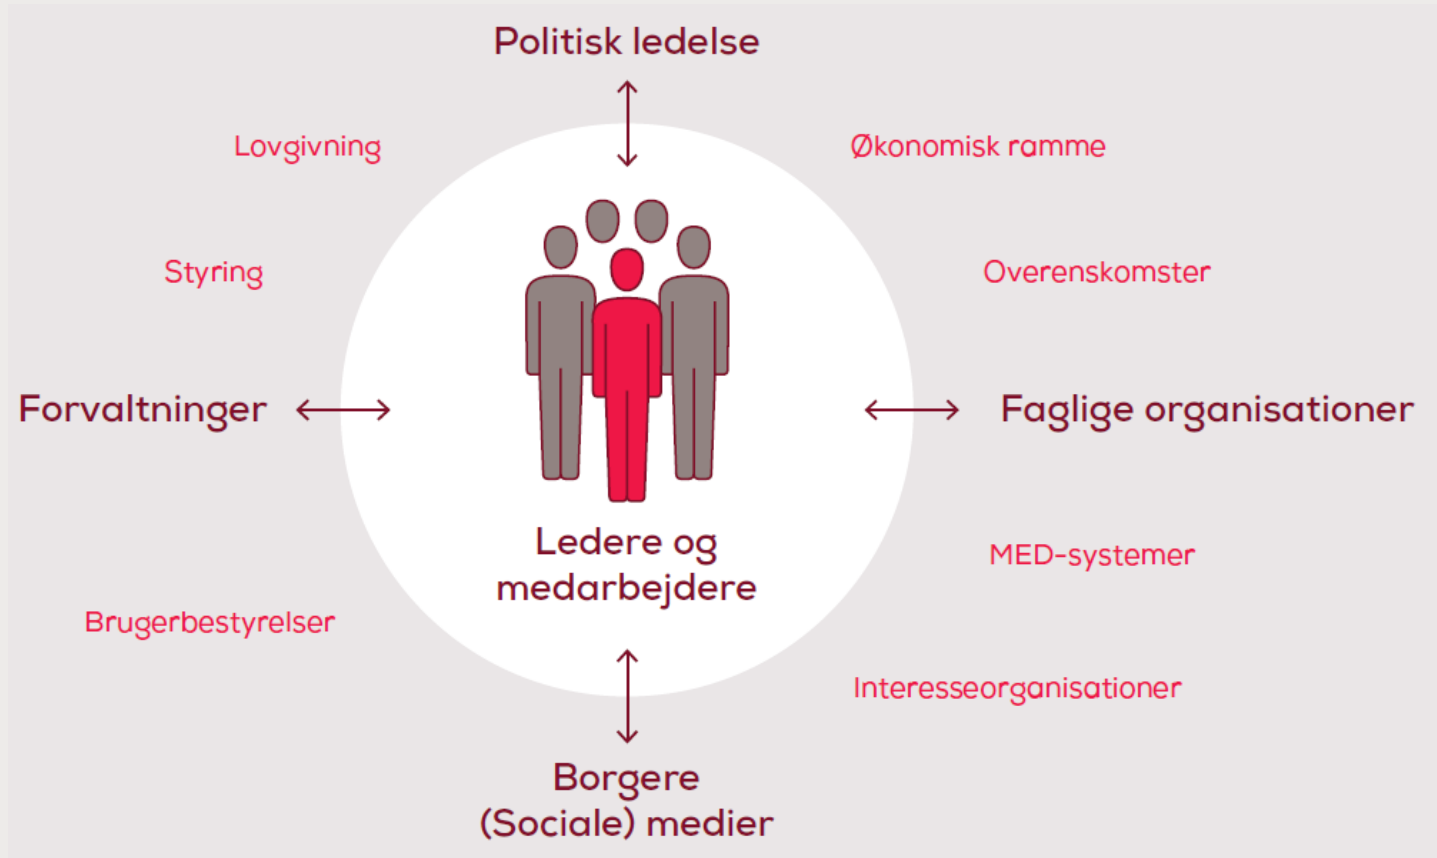 Politisk ledelse
Lovgivning
Økonomisk ramme
Styring
Overenskomster
Forvaltninger
Faglige organisationer
Ledere og
medarbejdere
MED-systemer
Brugerbestyrelser
Interesseorganisationer
Borgere
(Sociale) medier